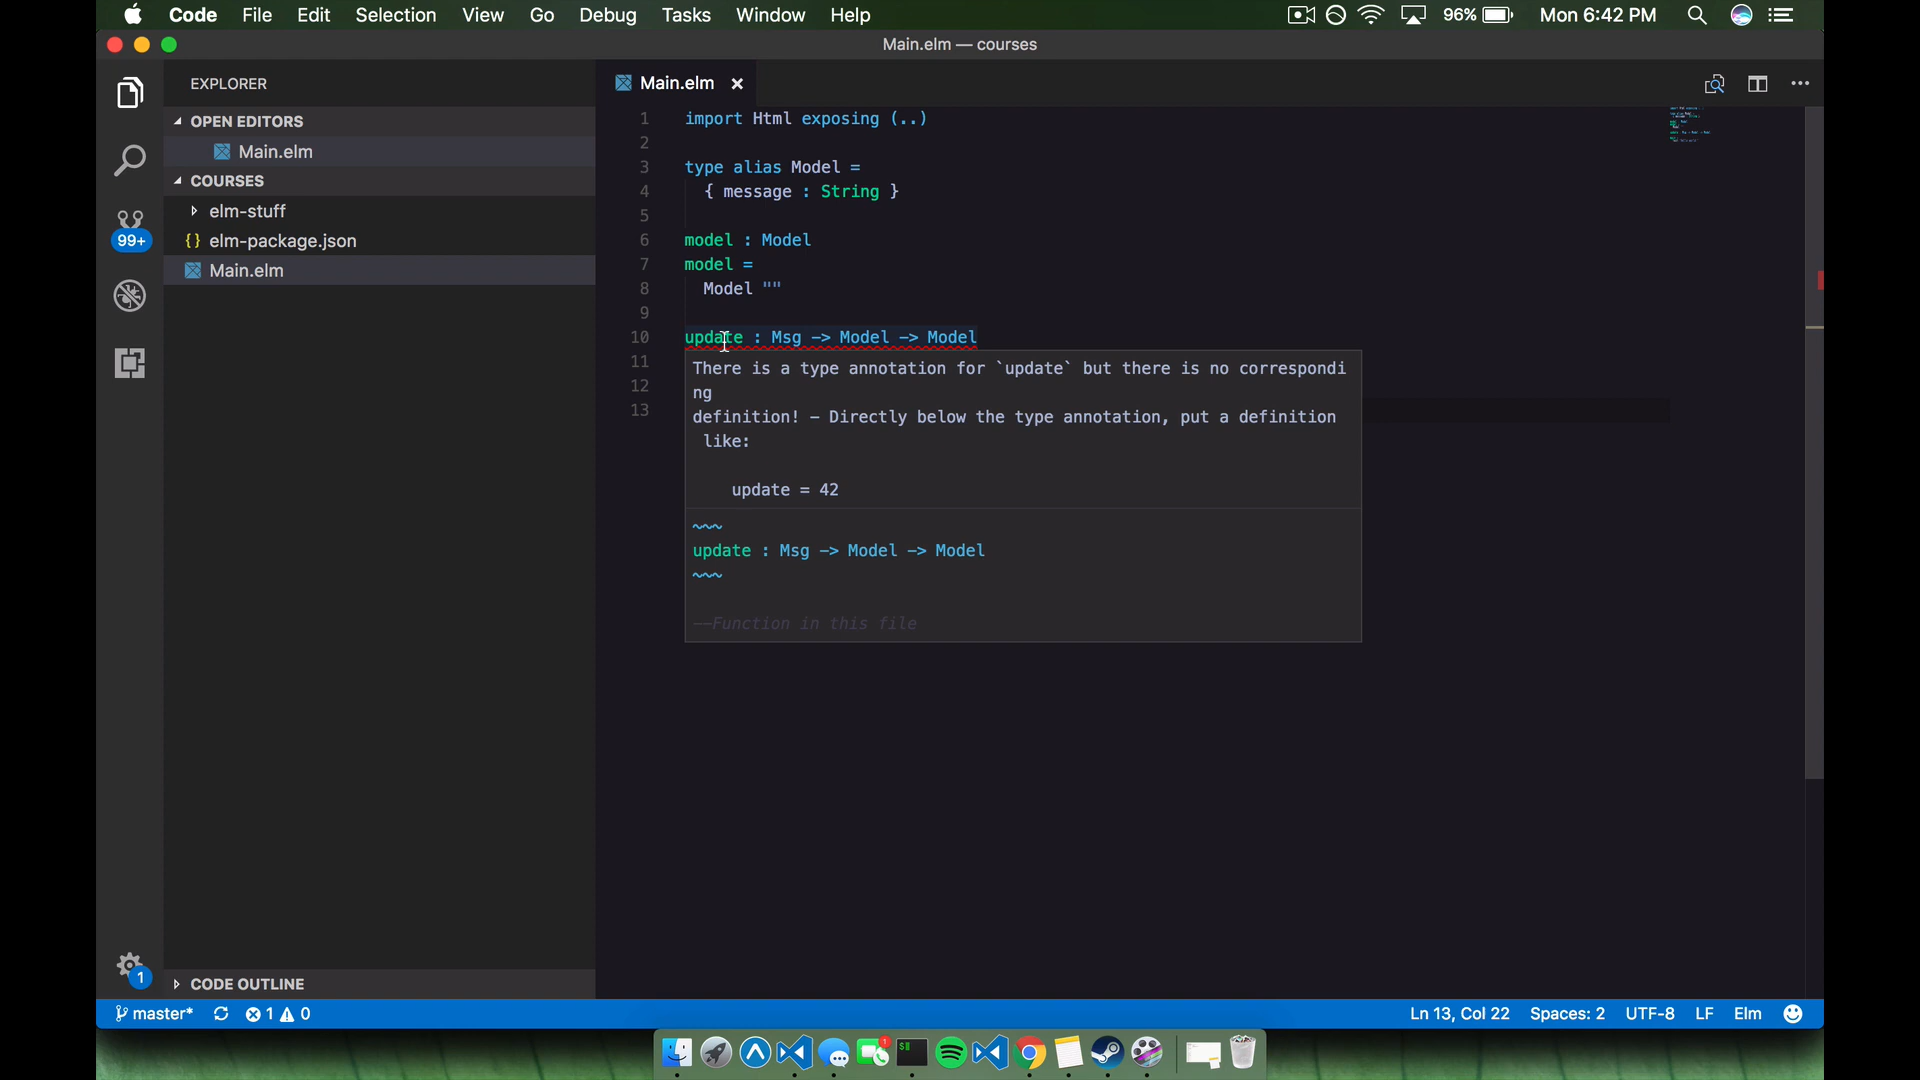 Code File Edit Selection View Go Debug Tasks Window Help 96% Mon 6:42 PM
Main.elm — courses
EXPLORER
OPEN EDITORS
Main.elm
COURSES
elm-stuff
{} elm-package.json
Main.elm
99+
1
CODE OUTLINE
Main.elm
1 import Html exposing (..)
2
3 type alias Model =
4 { message : String }
5
6 model : Model
7 model =
8 Model ""
9
10 update : Msg -> Model -> Model
11
12
13
There is a type annotation for `update` but there is no correspondi
ng
definition! - Directly below the type annotation, put a definition
like:
update = 42
~~~
update : Msg -> Model -> Model
~~~
--Function in this file
master* 1 0 Ln 13, Col 22 Spaces: 2 UTF-8 LF Elm
1